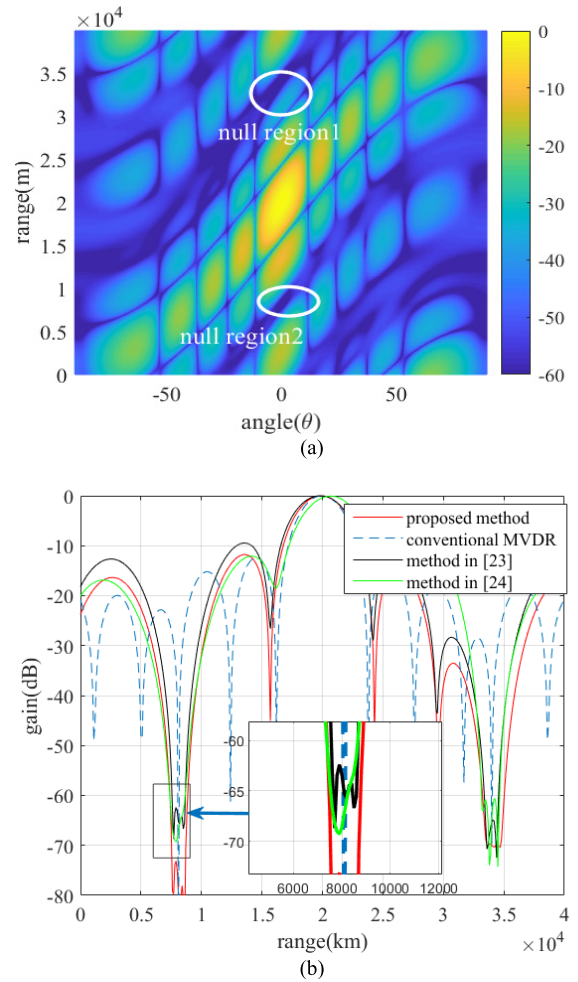 ×10⁴
3.5
3
2.5
2
1.5
1
0.5
0
range(m)
null region1
null region2
0
-10
-20
-30
-40
-50
-60
-50 0 50
angle(θ)
(a)
0
-10
-20
-30
-40
-50
-60
-70
-80
gain(dB)
proposed method
conventional MVDR
method in [23]
method in [24]
-60
-65
-70
6000 8000 10000 12000
0 0.5 1 1.5 2 2.5 3 3.5 4
range(km)
×10⁴
(b)